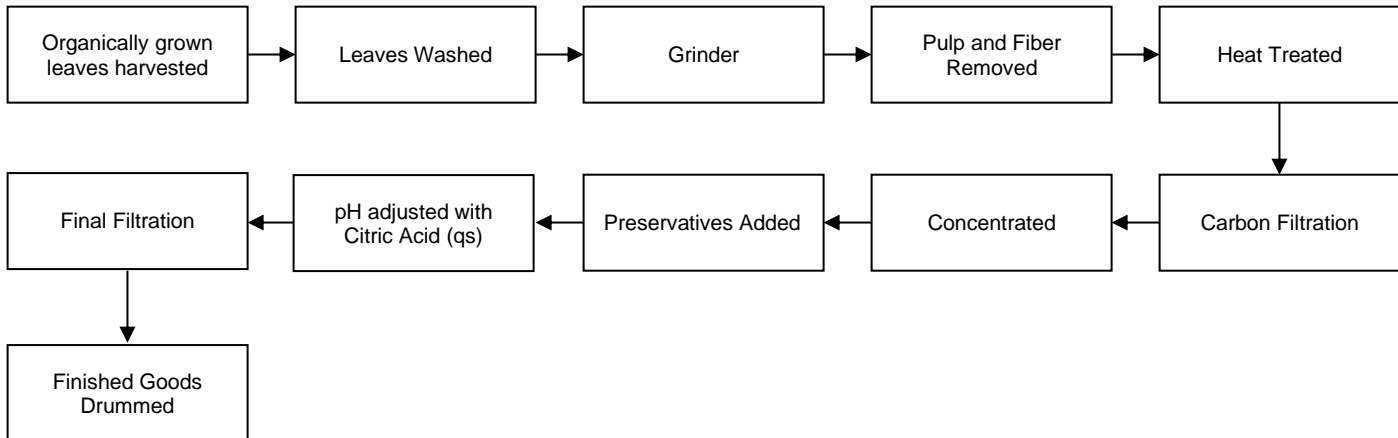 Organically grown
leaves harvested
Leaves Washed
Grinder
Pulp and Fiber
Removed
Heat Treated
Carbon Filtration
Concentrated
Preservatives Added
pH adjusted with
Citric Acid (qs)
Final Filtration
Finished Goods
Drummed